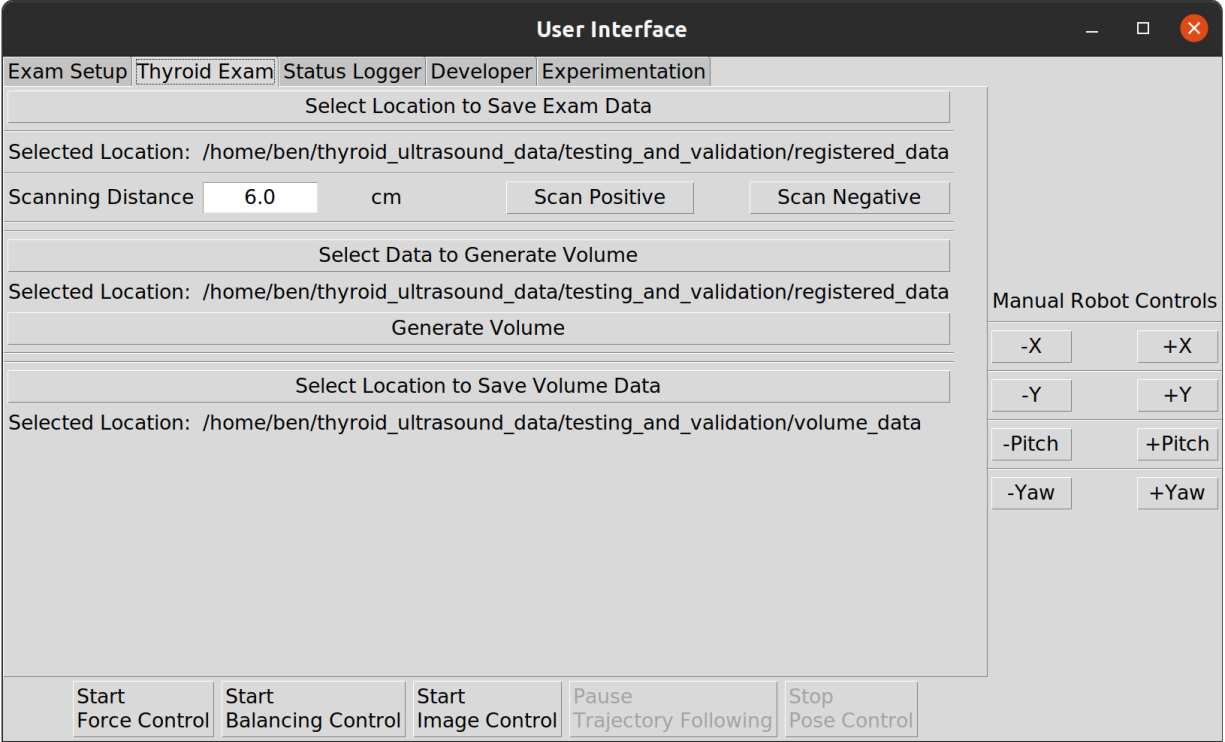 User Interface
Exam Setup Thyroid Exam Status Logger Developer Experimentation
Select Location to Save Exam Data
Selected Location: /home/ben/thyroid_ultrasound_data/testing_and_validation/registered_data
Scanning Distance 6.0 cm Scan Positive Scan Negative
Select Data to Generate Volume
Selected Location: /home/ben/thyroid_ultrasound_data/testing_and_validation/registered_data
Generate Volume
Select Location to Save Volume Data
Selected Location: /home/ben/thyroid_ultrasound_data/testing_and_validation/volume_data
Manual Robot Controls
-X +X
-Y +Y
-Pitch +Pitch
-Yaw +Yaw
Start
Force Control
Start
Balancing Control
Start
Image Control
Pause
Trajectory Following
Stop
Pose Control